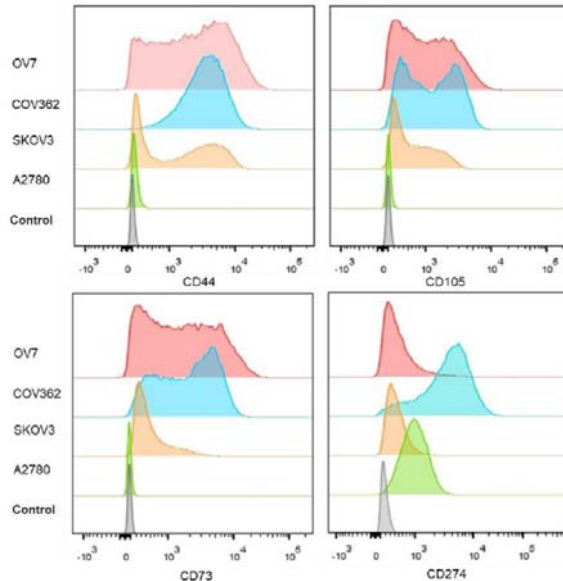 OV7
COV362
SKOV3
A2780
Control
-10³ 0 10³ 10⁴ 10⁵
CD44
-10³ 0 10³ 10⁴ 10⁵
CD105
OV7
COV362
SKOV3
A2780
Control
-10³ 0 10³ 10⁴ 10⁵
CD73
-10³ 0 10³ 10⁴ 10⁵
CD274